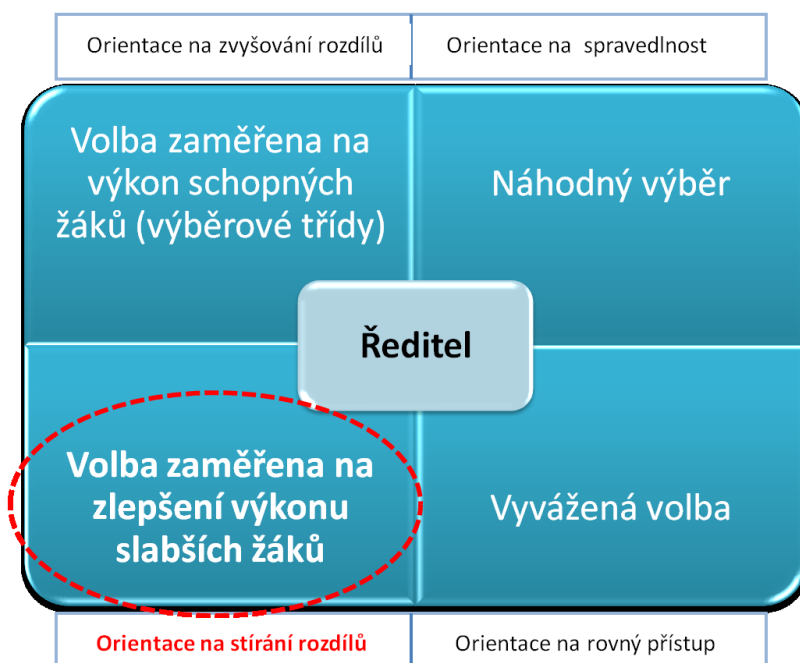 Orientace na zvyšování rozdílů
Orientace na spravedlnost
Volba zaměřena na
výkon schopných
žáků (výběrové třídy)
Náhodný výběr
Ředitel
Volba zaměřena na
zlepšení výkonu
slabších žáků
Vyvážená volba
Orientace na stírání rozdílů
Orientace na rovný přístup